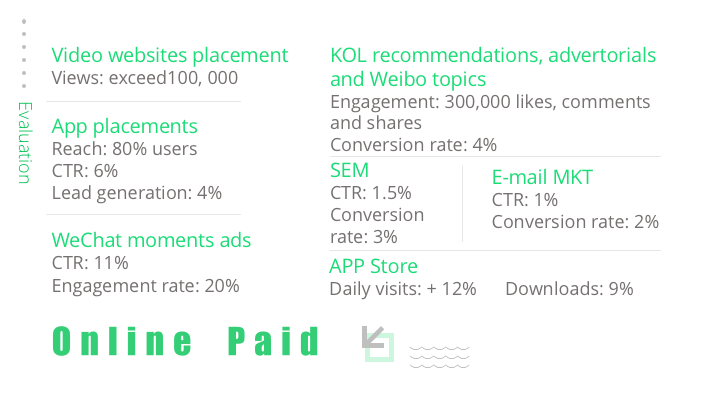 Evaluation
Video websites placement
Views: exceed100, 000
App placements
Reach: 80% users
CTR: 6%
Lead generation: 4%
WeChat moments ads
CTR: 11%
Engagement rate: 20%
KOL recommendations, advertorials
and Weibo topics
Engagement: 300,000 likes, comments
and shares
Conversion rate: 4%
SEM
CTR: 1.5%
Conversion
rate: 3%
E-mail MKT
CTR: 1%
Conversion rate: 2%
APP Store
Daily visits: + 12% Downloads: 9%
Online Paid